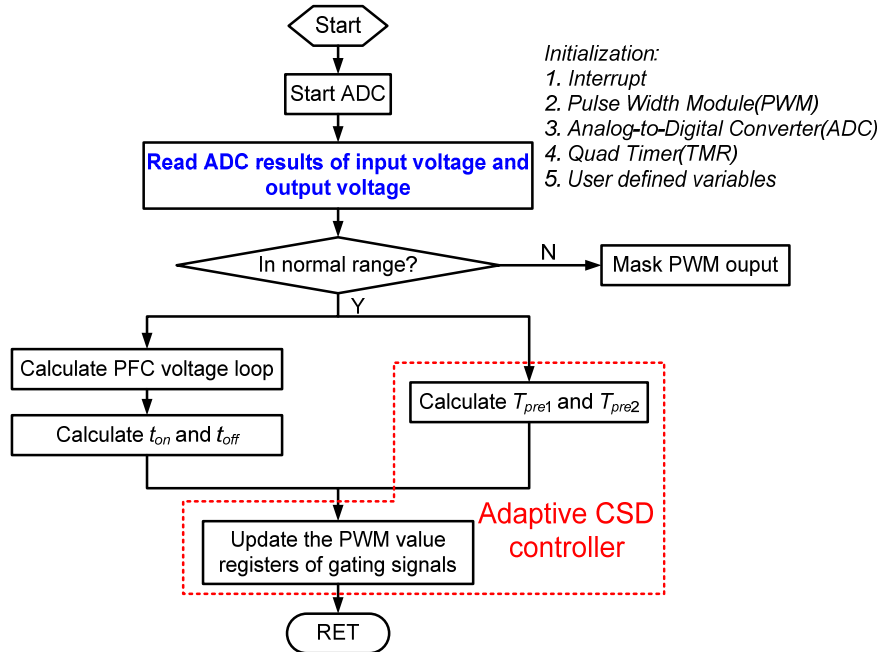 Start
Initialization:
1. Interrupt
2. Pulse Width Module(PWM)
3. Analog-to-Digital Converter(ADC)
4. Quad Timer(TMR)
5. User defined variables
Start ADC
Read ADC results of input voltage and
output voltage
In normal range?
N
Mask PWM ouput
Y
Calculate PFC voltage loop
Calculate ton and toff
Calculate Tpre1 and Tpre2
Adaptive CSD
controller
Update the PWM value
registers of gating signals
RET